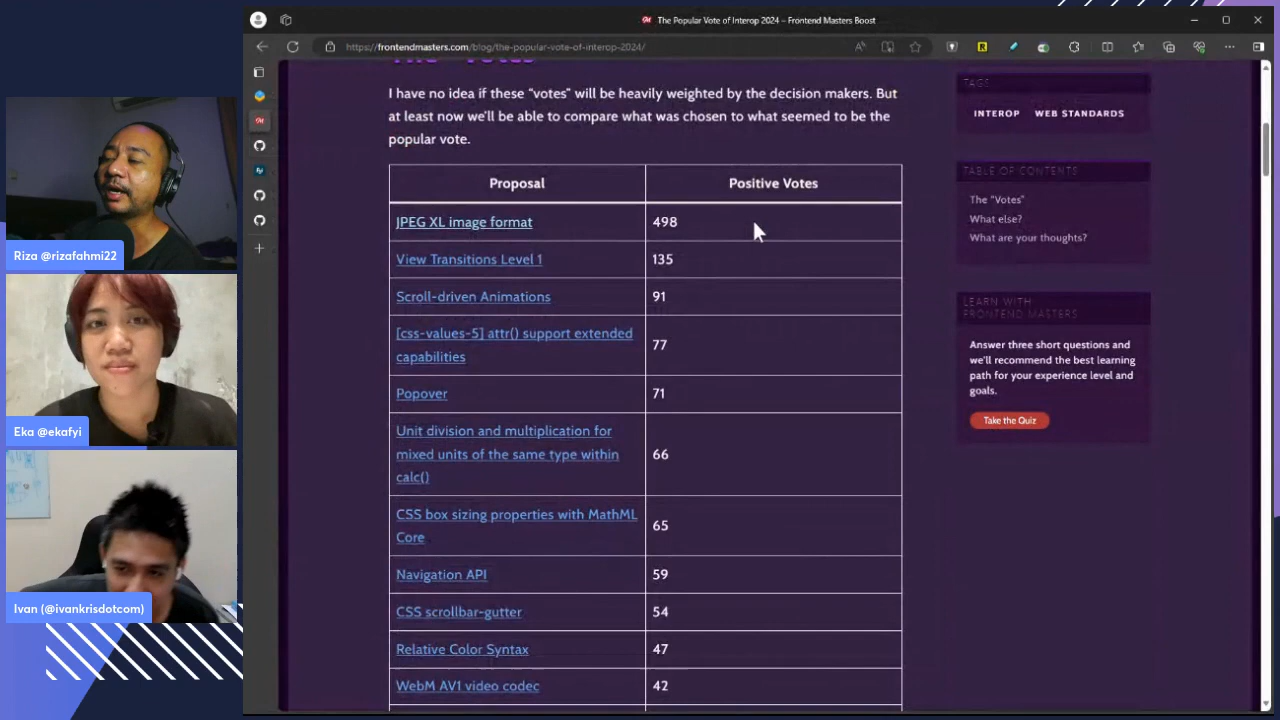 The Popular Vote of Interop 2024 – Frontend Masters Boost
https://frontendmasters.com/blog/the-popular-vote-of-interop-2024/
I have no idea if these “votes” will be heavily weighted by the decision makers. But
at least now we’ll be able to compare what was chosen to what seemed to be the
popular vote.
Proposal Positive Votes
JPEG XL image format 498
View Transitions Level 1 135
Scroll-driven Animations 91
[css-values-5] attr() support extended
capabilities 77
Popover 71
Unit division and multiplication for
mixed units of the same type within
calc() 66
CSS box sizing properties with MathML
Core 65
Navigation API 59
CSS scrollbar-gutter 54
Relative Color Syntax 47
WebM AV1 video codec 42
TAGS
INTEROP WEB STANDARDS
TABLE OF CONTENTS
The “Votes”
What else?
What are your thoughts?
LEARN WITH
FRONTEND MASTERS
Answer three short questions and
we’ll recommend the best learning
path for your experience level and
goals.
Take the Quiz
Riza @rizafahmi22
Eka @ekafyi
Ivan (@ivankrisdotcom)